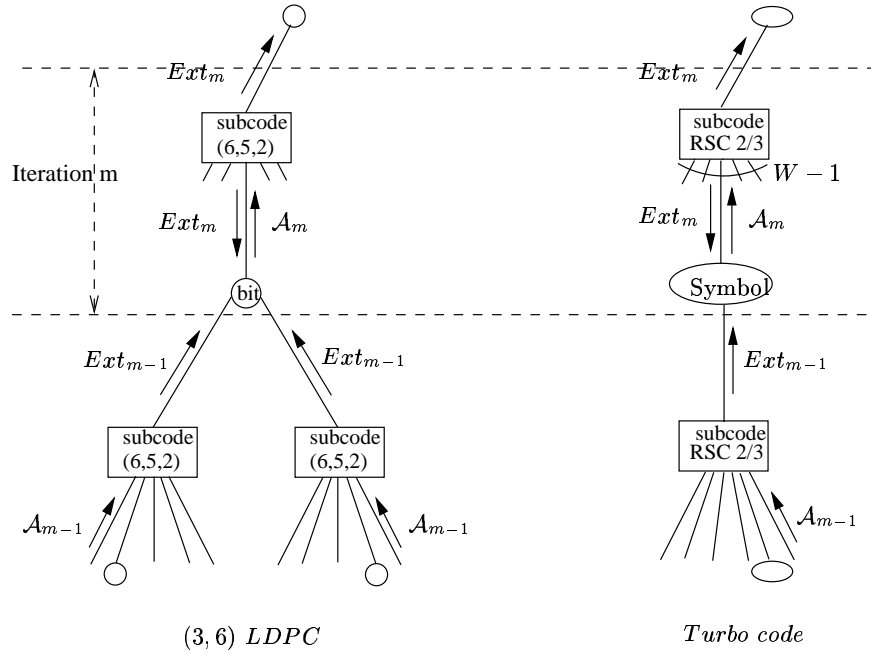 Ext_m
Ext_m
subcode
(6,5,2)
subcode
RSC 2/3
Iteration m
W − 1
Ext_m
A_m
Ext_m
A_m
bit
Symbol
Ext_{m−1}
Ext_{m−1}
Ext_{m−1}
subcode
(6,5,2)
subcode
(6,5,2)
subcode
RSC 2/3
A_{m−1}
A_{m−1}
A_{m−1}
(3, 6) LDPC
Turbo code